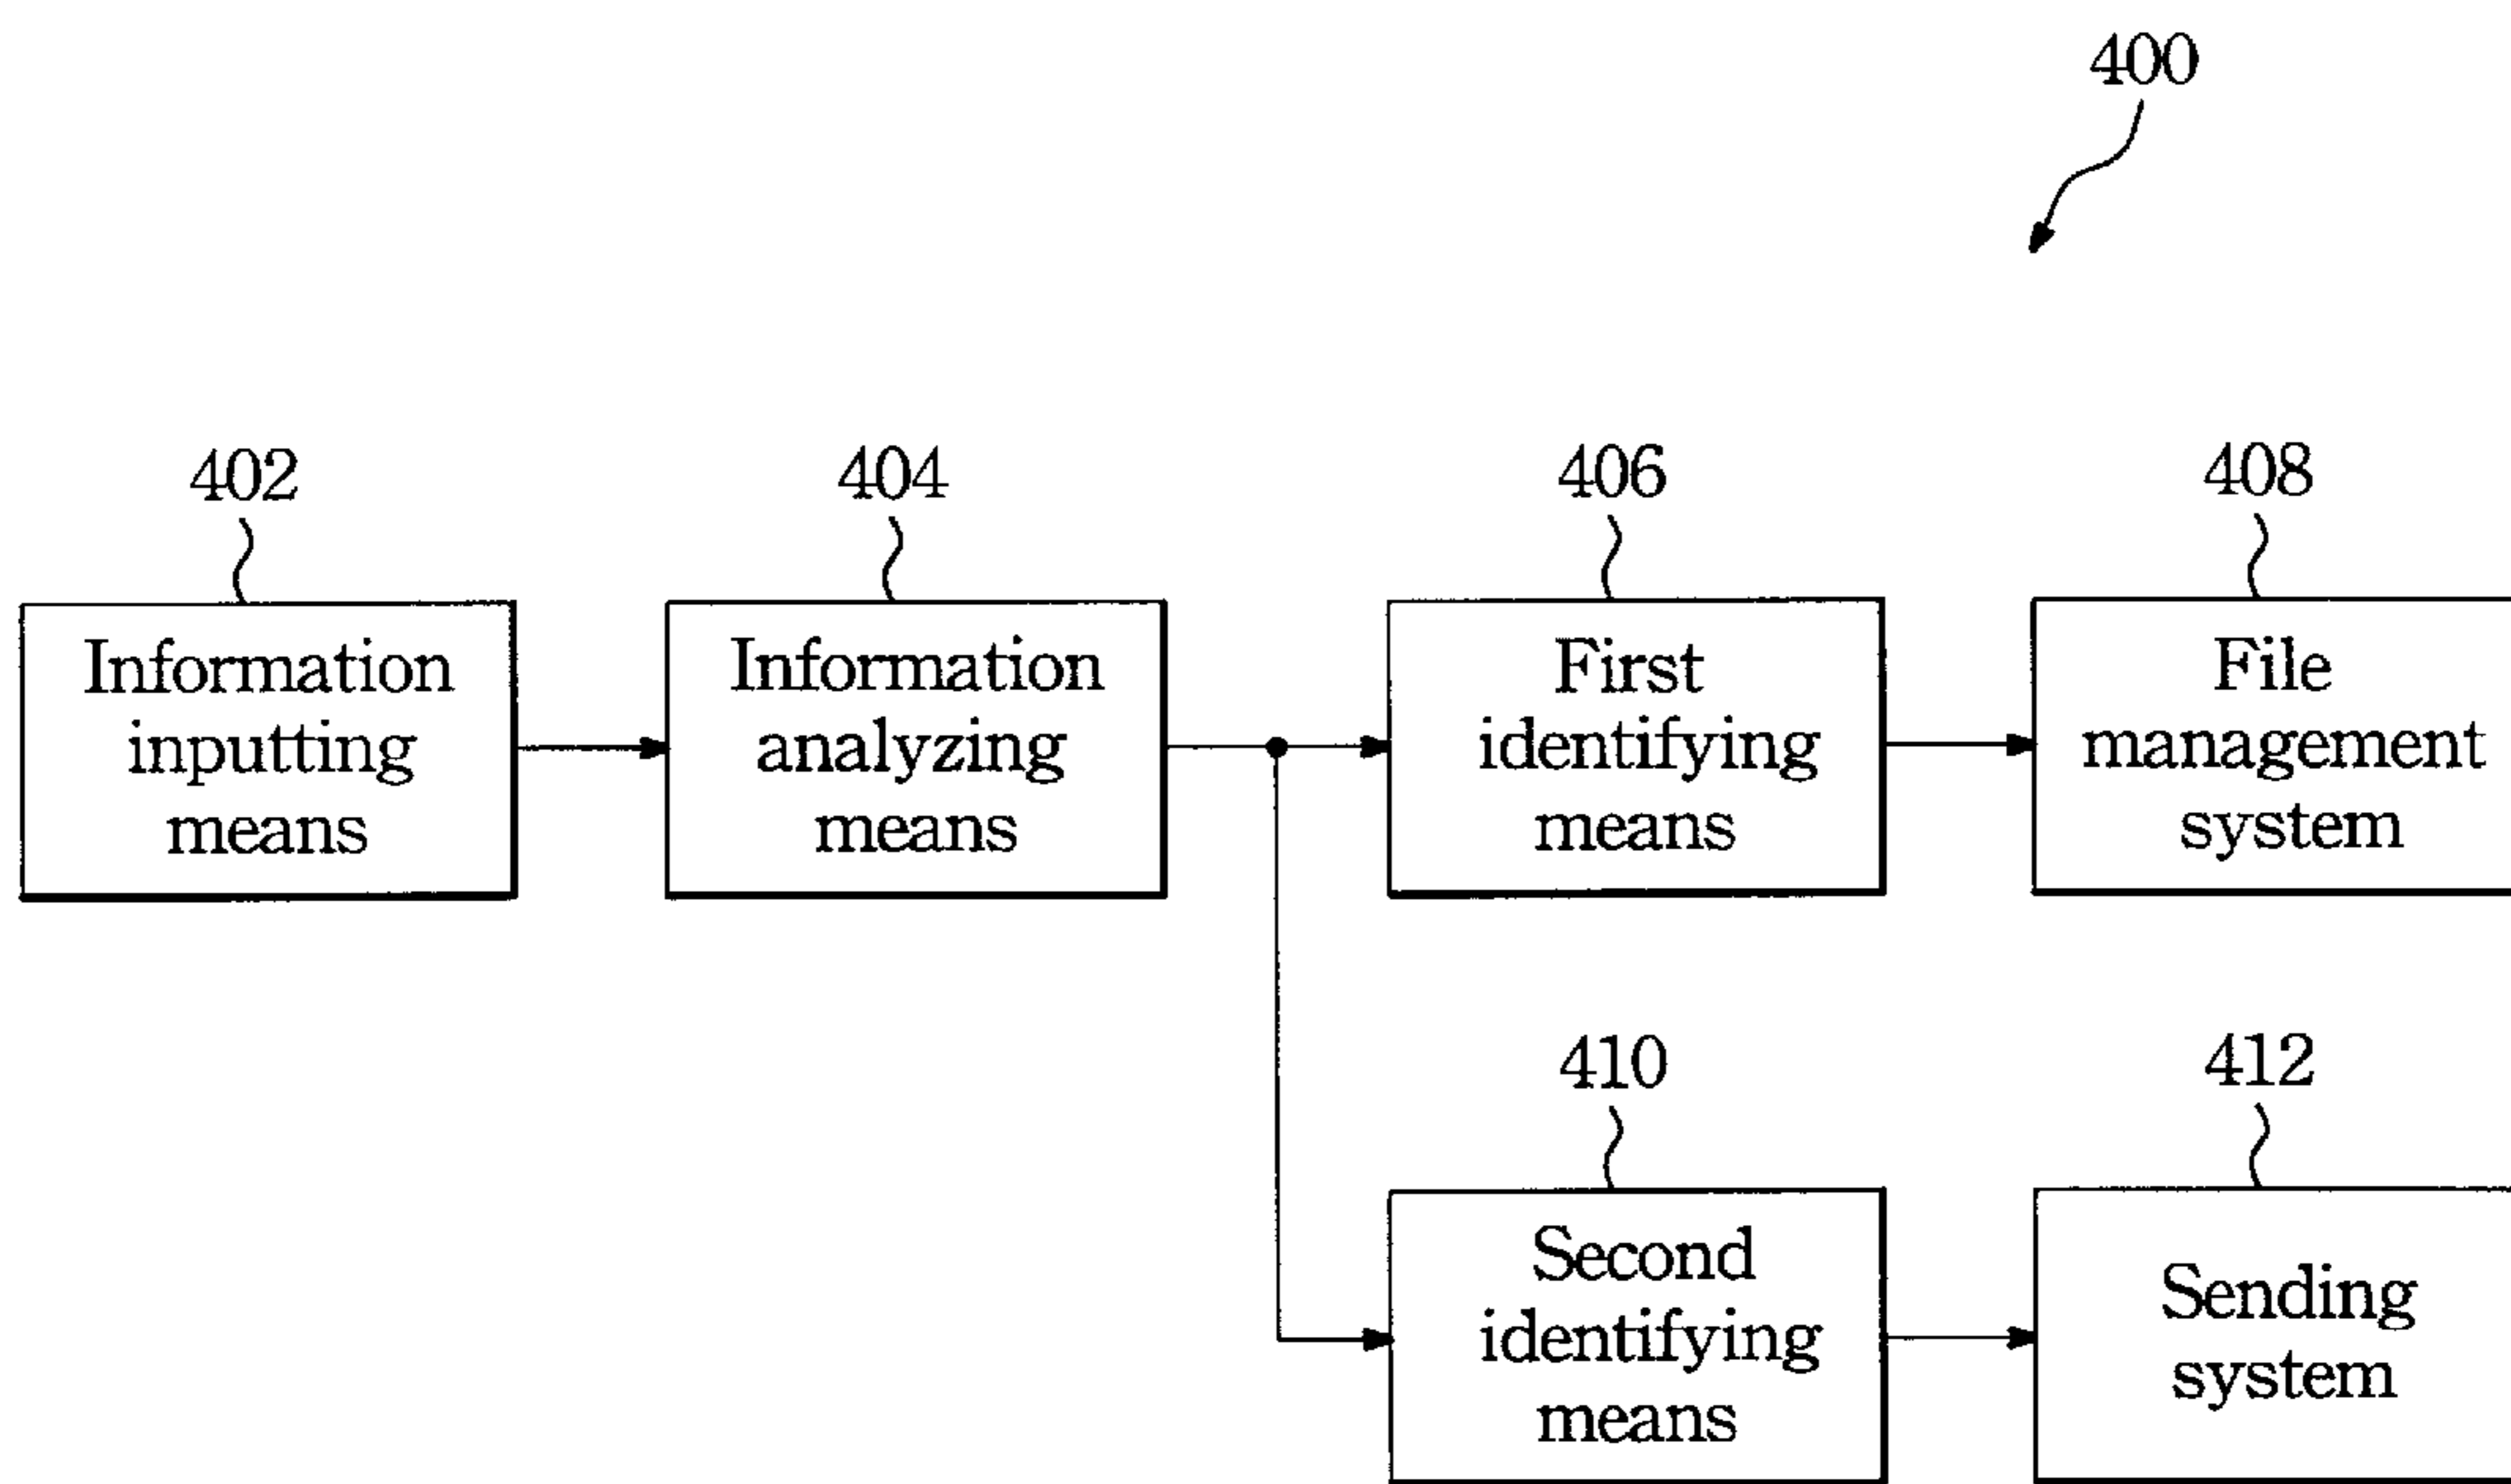 400
402
Information
inputting
means
404
Information
analyzing
means
406
First
identifying
means
408
File
management
system
410
Second
identifying
means
412
Sending
system